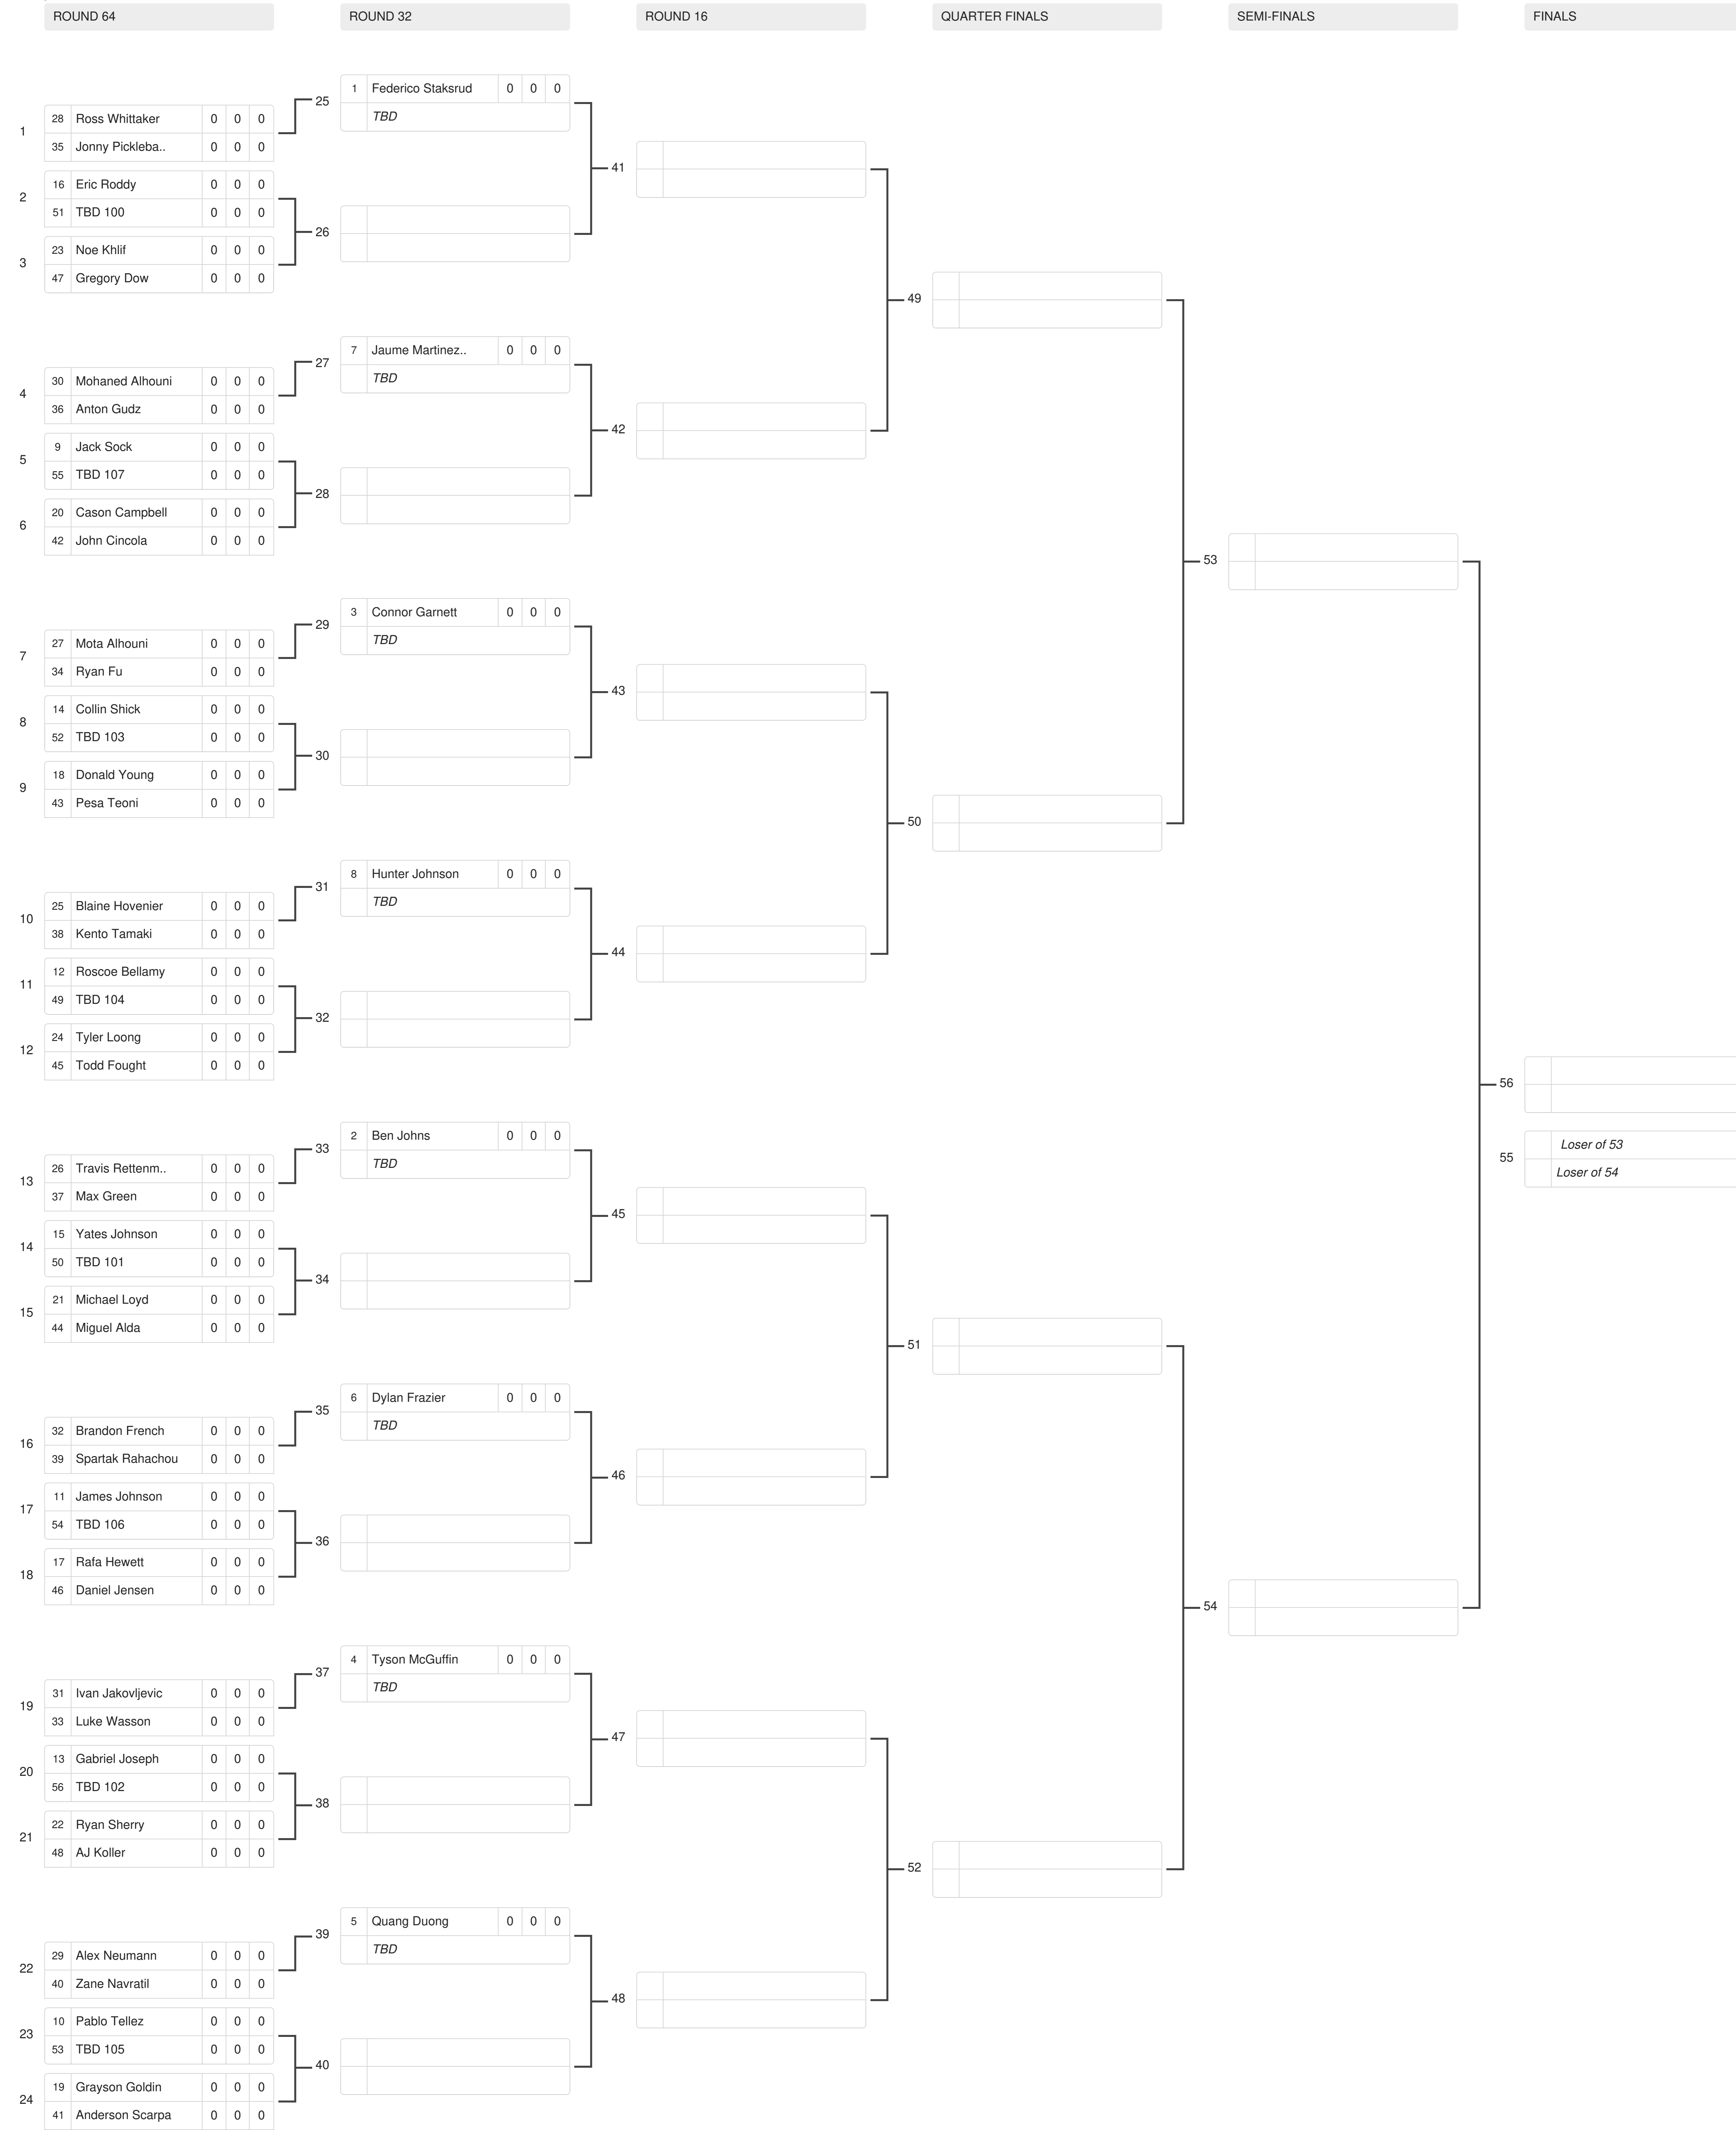 ROUND 64
ROUND 32
ROUND 16
QUARTER FINALS
SEMI-FINALS
FINALS
1
28 Ross Whittaker 0 0 0
35 Jonny Pickleba.. 0 0 0
2
16 Eric Roddy 0 0 0
51 TBD 100 0 0 0
3
23 Noe Khlif 0 0 0
47 Gregory Dow 0 0 0
4
30 Mohaned Alhouni 0 0 0
36 Anton Gudz 0 0 0
5
9 Jack Sock 0 0 0
55 TBD 107 0 0 0
6
20 Cason Campbell 0 0 0
42 John Cincola 0 0 0
7
27 Mota Alhouni 0 0 0
34 Ryan Fu 0 0 0
8
14 Collin Shick 0 0 0
52 TBD 103 0 0 0
9
18 Donald Young 0 0 0
43 Pesa Teoni 0 0 0
10
25 Blaine Hovenier 0 0 0
38 Kento Tamaki 0 0 0
11
12 Roscoe Bellamy 0 0 0
49 TBD 104 0 0 0
12
24 Tyler Loong 0 0 0
45 Todd Fought 0 0 0
13
26 Travis Rettenm.. 0 0 0
37 Max Green 0 0 0
14
15 Yates Johnson 0 0 0
50 TBD 101 0 0 0
15
21 Michael Loyd 0 0 0
44 Miguel Alda 0 0 0
16
32 Brandon French 0 0 0
39 Spartak Rahachou 0 0 0
17
11 James Johnson 0 0 0
54 TBD 106 0 0 0
18
17 Rafa Hewett 0 0 0
46 Daniel Jensen 0 0 0
19
31 Ivan Jakovljevic 0 0 0
33 Luke Wasson 0 0 0
20
13 Gabriel Joseph 0 0 0
56 TBD 102 0 0 0
21
22 Ryan Sherry 0 0 0
48 AJ Koller 0 0 0
22
29 Alex Neumann 0 0 0
40 Zane Navratil 0 0 0
23
10 Pablo Tellez 0 0 0
53 TBD 105 0 0 0
24
19 Grayson Goldin 0 0 0
41 Anderson Scarpa 0 0 0
25
1 Federico Staksrud 0 0 0
TBD
26
27
7 Jaume Martinez.. 0 0 0
TBD
28
29
3 Connor Garnett 0 0 0
TBD
30
31
8 Hunter Johnson 0 0 0
TBD
32
33
2 Ben Johns 0 0 0
TBD
34
35
6 Dylan Frazier 0 0 0
TBD
36
37
4 Tyson McGuffin 0 0 0
TBD
38
39
5 Quang Duong 0 0 0
TBD
40
41
42
43
44
45
46
47
48
49
50
51
52
53
54
56
55
Loser of 53
Loser of 54